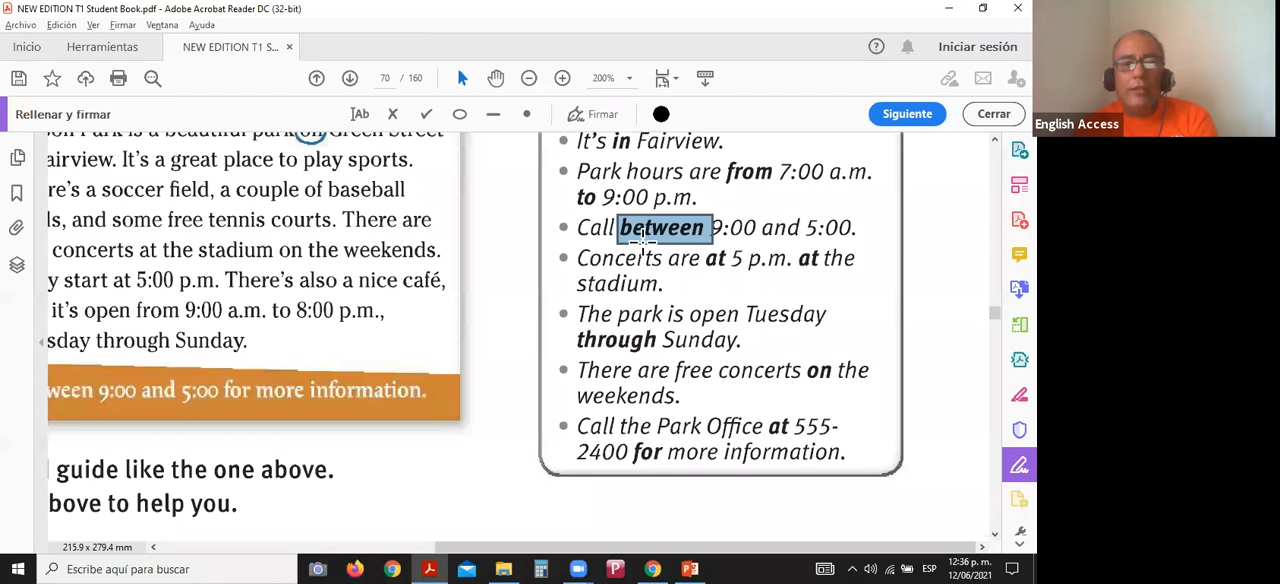 NEW EDITION T1 Student Book.pdf - Adobe Acrobat Reader DC (32-bit)
Archivo Edición Ver Firmar Ventana Ayuda
Inicio Herramientas NEW EDITION T1 S... × Iniciar sesión
70 / 160 200%
Rellenar y firmar Ab Firmar Siguiente Cerrar
English Access
Park is a beautiful park on Green Street
airview. It's a great place to play sports.
re's a soccer field, a couple of baseball
ls, and some free tennis courts. There are
concerts at the stadium on the weekends.
y start at 5:00 p.m. There's also a nice café,
it's open from 9:00 a.m. to 8:00 p.m.,
sday through Sunday.
ween 9:00 and 5:00 for more information.
guide like the one above.
bove to help you.
• It's in Fairview.
• Park hours are from 7:00 a.m.
to 9:00 p.m.
• Call between 9:00 and 5:00.
• Concerts are at 5 p.m. at the
stadium.
• The park is open Tuesday
through Sunday.
• There are free concerts on the
weekends.
• Call the Park Office at 555-
2400 for more information.
215.9 x 279.4 mm
Escribe aquí para buscar
ESP
12:36 p. m.
12/06/2021